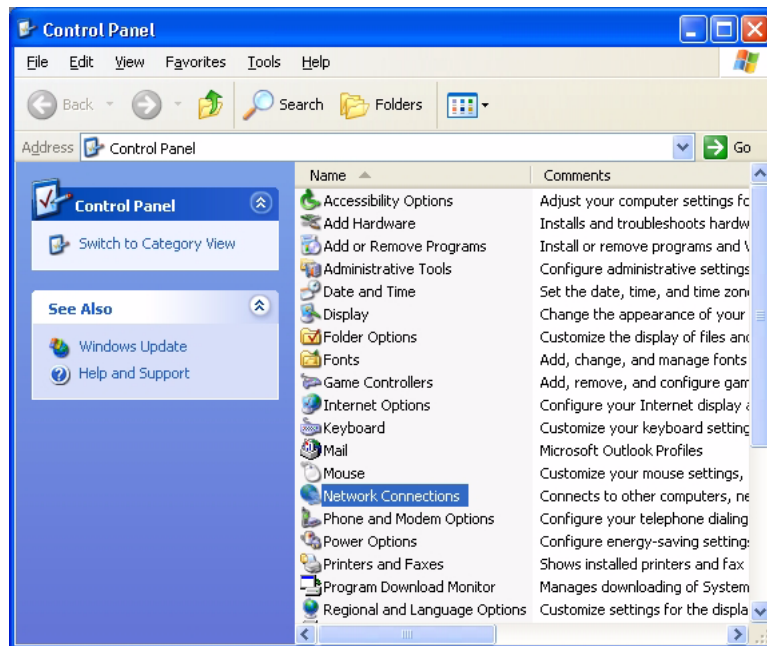 Control Panel
File Edit View Favorites Tools Help
Back Search Folders
Address Control Panel Go
Control Panel
Switch to Category View
See Also
Windows Update
Help and Support
Name Comments
Accessibility Options Adjust your computer settings fc
Add Hardware Installs and troubleshoots hardw
Add or Remove Programs Install or remove programs and
Administrative Tools Configure administrative settings
Date and Time Set the date, time, and time zon
Display Change the appearance of your
Folder Options Customize the display of files an
Fonts Add, change, and manage fonts
Game Controllers Add, remove, and configure gam
Internet Options Configure your Internet display
Keyboard Customize your keyboard setting
Mail Microsoft Outlook Profiles
Mouse Customize your mouse settings,
Network Connections Connects to other computers, ne
Phone and Modem Options Configure your telephone dialing
Power Options Configure energy-saving setting
Printers and Faxes Shows installed printers and fax
Program Download Monitor Manages downloading of System
Regional and Language Options Customize settings for the displa